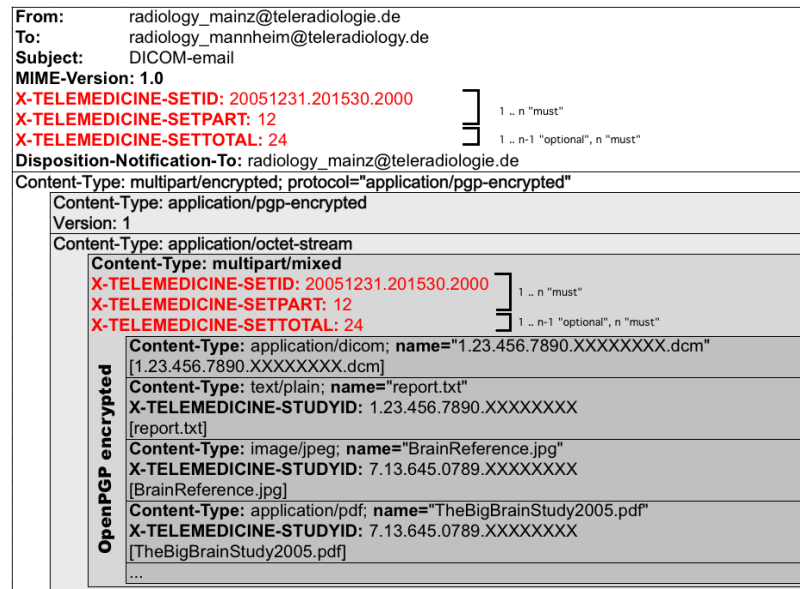 From: radiology_mainz@teleradiologie.de
To: radiology_mannheim@teleradiology.de
Subject: DICOM-email
MIME-Version: 1.0
X-TELEMEDICINE-SETID: 20051231.201530.2000
X-TELEMEDICINE-SETPART: 12
1 .. n "must"
X-TELEMEDICINE-SETTOTAL: 24
1 .. n-1 "optional", n "must"
Disposition-Notification-To: radiology_mainz@teleradiologie.de
Content-Type: multipart/encrypted; protocol="application/pgp-encrypted"
Content-Type: application/pgp-encrypted
Version: 1
Content-Type: application/octet-stream
Content-Type: multipart/mixed
X-TELEMEDICINE-SETID: 20051231.201530.2000
X-TELEMEDICINE-SETPART: 12
1 .. n "must"
X-TELEMEDICINE-SETTOTAL: 24
1 .. n-1 "optional", n "must"
OpenPGP encrypted
Content-Type: application/dicom; name="1.23.456.7890.XXXXXXXX.dcm"
[1.23.456.7890.XXXXXXXX.dcm]
Content-Type: text/plain; name="report.txt"
X-TELEMEDICINE-STUDYID: 1.23.456.7890.XXXXXXXX
[report.txt]
Content-Type: image/jpeg; name="BrainReference.jpg"
X-TELEMEDICINE-STUDYID: 7.13.645.0789.XXXXXXXX
[BrainReference.jpg]
Content-Type: application/pdf; name="TheBigBrainStudy2005.pdf"
X-TELEMEDICINE-STUDYID: 7.13.645.0789.XXXXXXXX
[TheBigBrainStudy2005.pdf]
...